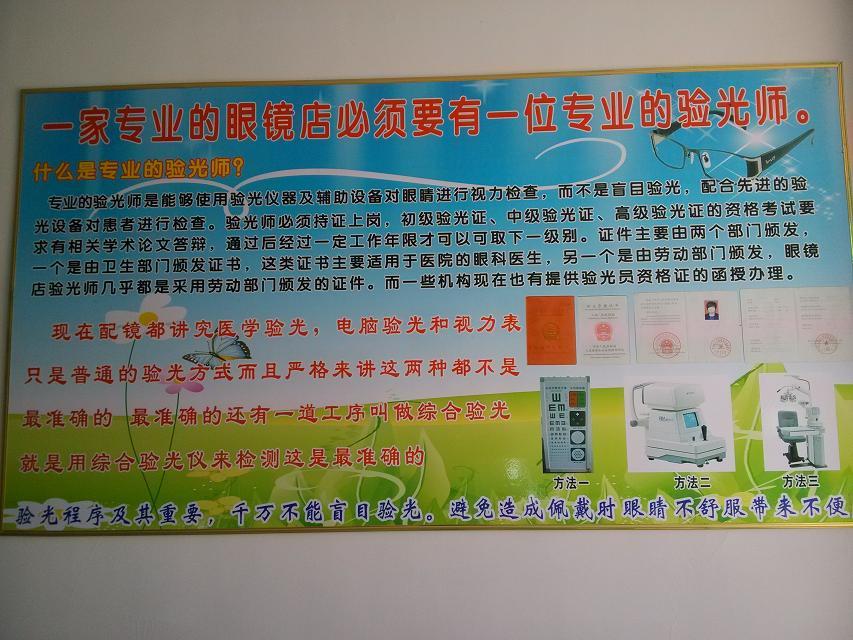 一家专业的眼镜店必须要有一位专业的验光师。
什么是专业的验光师？
专业的验光师是能够使用验光仪器及辅助设备对眼睛进行视力检查，而不是盲目验光，配合先进的验
光设备对患者进行检查。验光师必须持证上岗，初级验光证、中级验光证、高级验光证的资格考试要
求有相关学术论文答辩，通过后经过一定工作年限才可以可取下一级别。证件主要由两个部门颁发，
一个是由卫生部门颁发证书，这类证书主要适用于医院的眼科医生，另一个是由劳动部门颁发，眼镜
店验光师几乎都是采用劳动部门颁发的证件。而一些机构现在也有提供验光员资格证的函授办理。
现在配镜都讲究医学验光，电脑验光和视力表
只是普通的验光方式而且严格来讲这两种都不是
最准确的 最准确的还有一道工序叫做综合验光
就是用综合验光仪来检测这是最准确的
方法一
方法二
方法三
验光程序及其重要，千万不能盲目验光。避免造成佩戴时眼睛不舒服带来不便